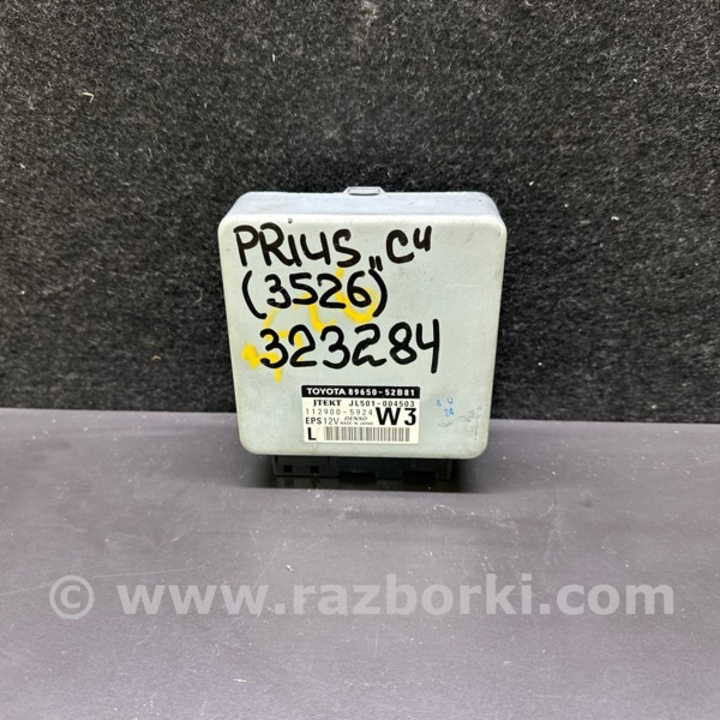 PRIUS „C“
(3526)
323284
TOYOTA 89650-52B81
JTEKT JL501-004503
112900-5924 W3
EPS 12V DENSO MADE IN JAPAN
L
24
© www.razborki.com